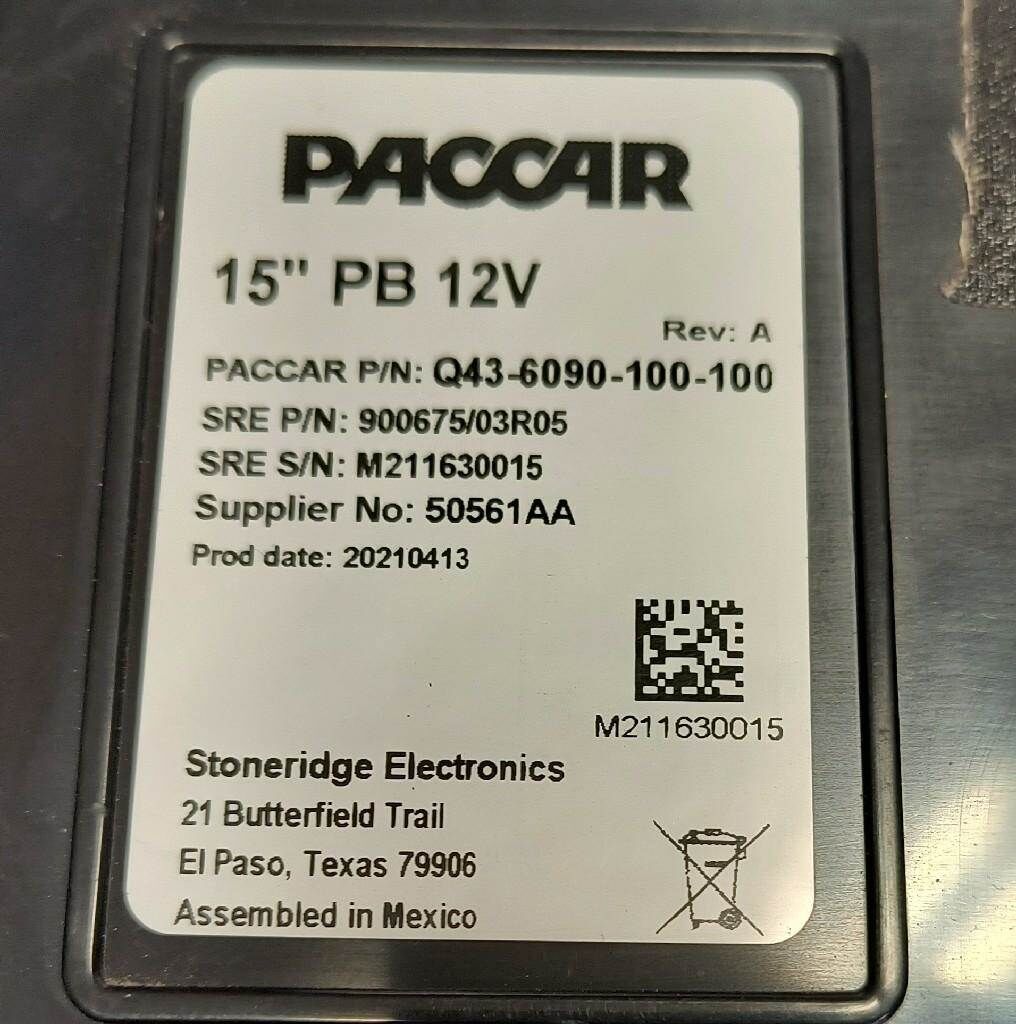 PACCAR
15" PB 12V
Rev: A
PACCAR P/N: Q43-6090-100-100
SRE P/N: 900675/03R05
SRE S/N: M211630015
Supplier No: 50561AA
Prod date: 20210413
M211630015
Stoneridge Electronics
21 Butterfield Trail
El Paso, Texas 79906
Assembled in Mexico